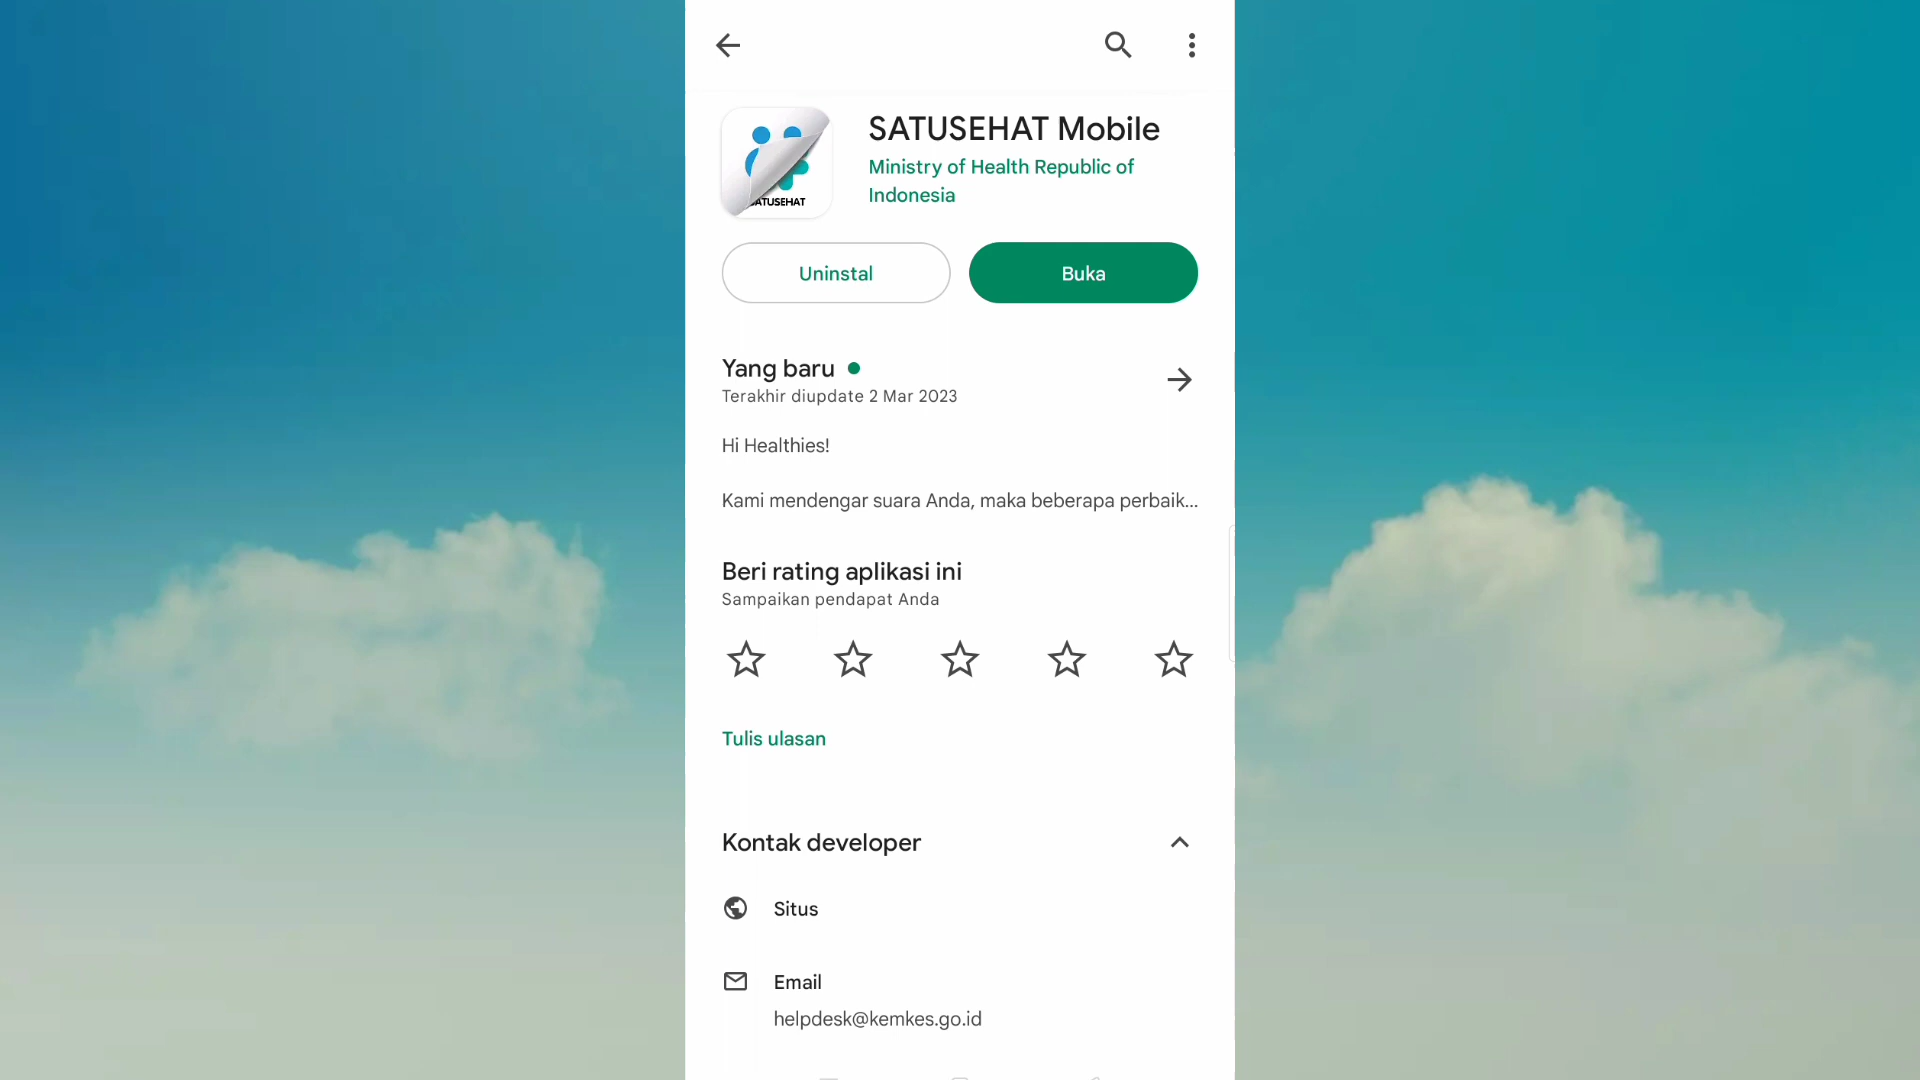 SATUSEHAT Mobile
Ministry of Health Republic of
Indonesia
SATUSEHAT
Uninstal
Buka
Yang baru
Terakhir diupdate 2 Mar 2023
Hi Healthies!
Kami mendengar suara Anda, maka beberapa perbaik...
Beri rating aplikasi ini
Sampaikan pendapat Anda
Tulis ulasan
Kontak developer
Situs
Email
helpdesk@kemkes.go.id